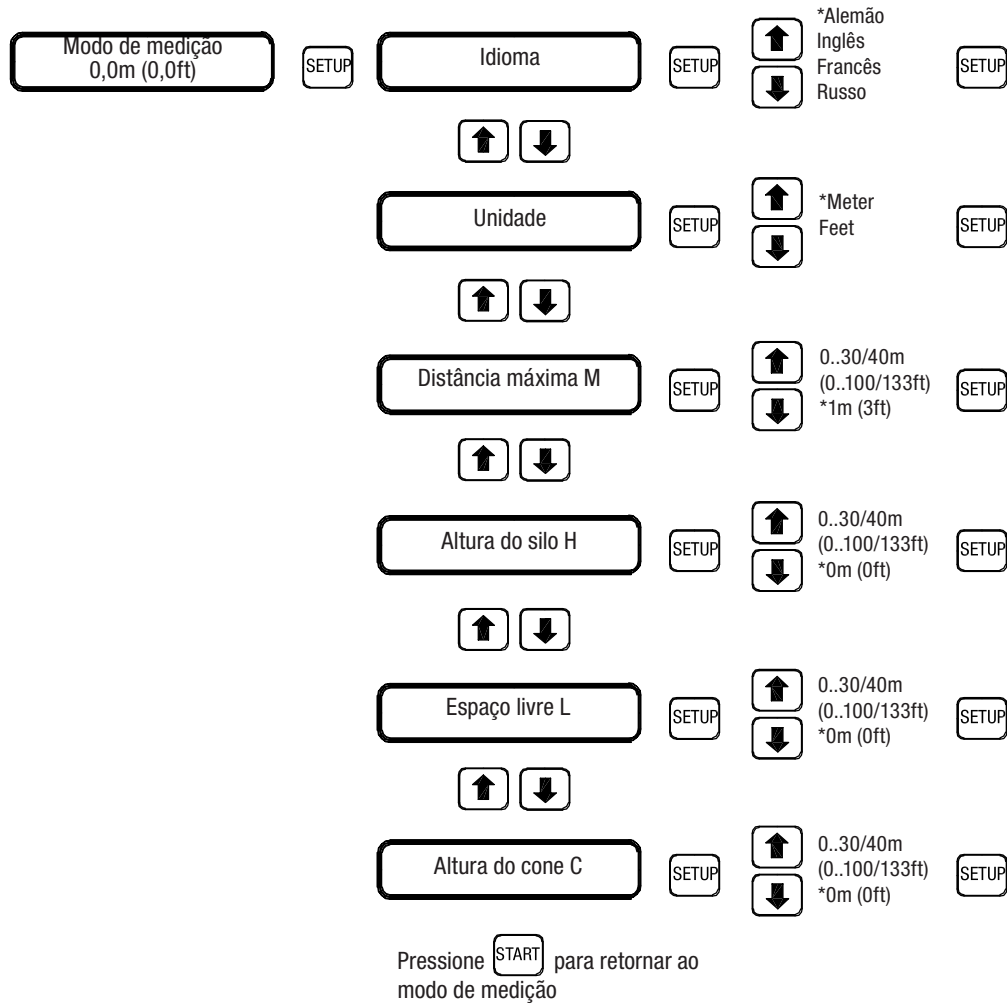 Modo de medição
0,0m (0,0ft)
SETUP
Idioma
SETUP
*Alemão
Inglês
Francês
Russo
SETUP
Unidade
SETUP
*Meter
Feet
SETUP
Distância máxima M
SETUP
0..30/40m
(0..100/133ft)
*1m (3ft)
SETUP
Altura do silo H
SETUP
0..30/40m
(0..100/133ft)
*0m (0ft)
SETUP
Espaço livre L
SETUP
0..30/40m
(0..100/133ft)
*0m (0ft)
SETUP
Altura do cone C
SETUP
0..30/40m
(0..100/133ft)
*0m (0ft)
SETUP
Pressione START para retornar ao
modo de medição